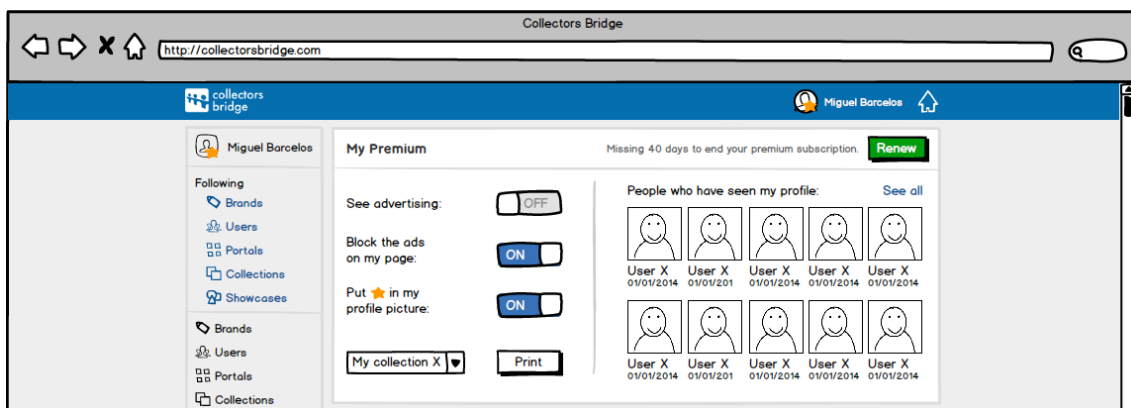 Collectors Bridge
http://collectorsbridge.com
collectors
bridge
Miguel Barcelos
Miguel Barcelos
Following
Brands
Users
Portals
Collections
Showcases
Brands
Users
Portals
Collections
My Premium
Missing 40 days to end your premium subscription.
Renew
See advertising:
OFF
Block the ads
on my page:
ON
Put in my
profile picture:
ON
My collection X
Print
People who have seen my profile:
See all
User X User X User X User X User X
01/01/2014 01/01/201 01/01/2014 01/01/2014 01/01/2014
User X User X User X User X User X
01/01/2014 01/01/201 01/01/2014 01/01/2014 01/01/2014